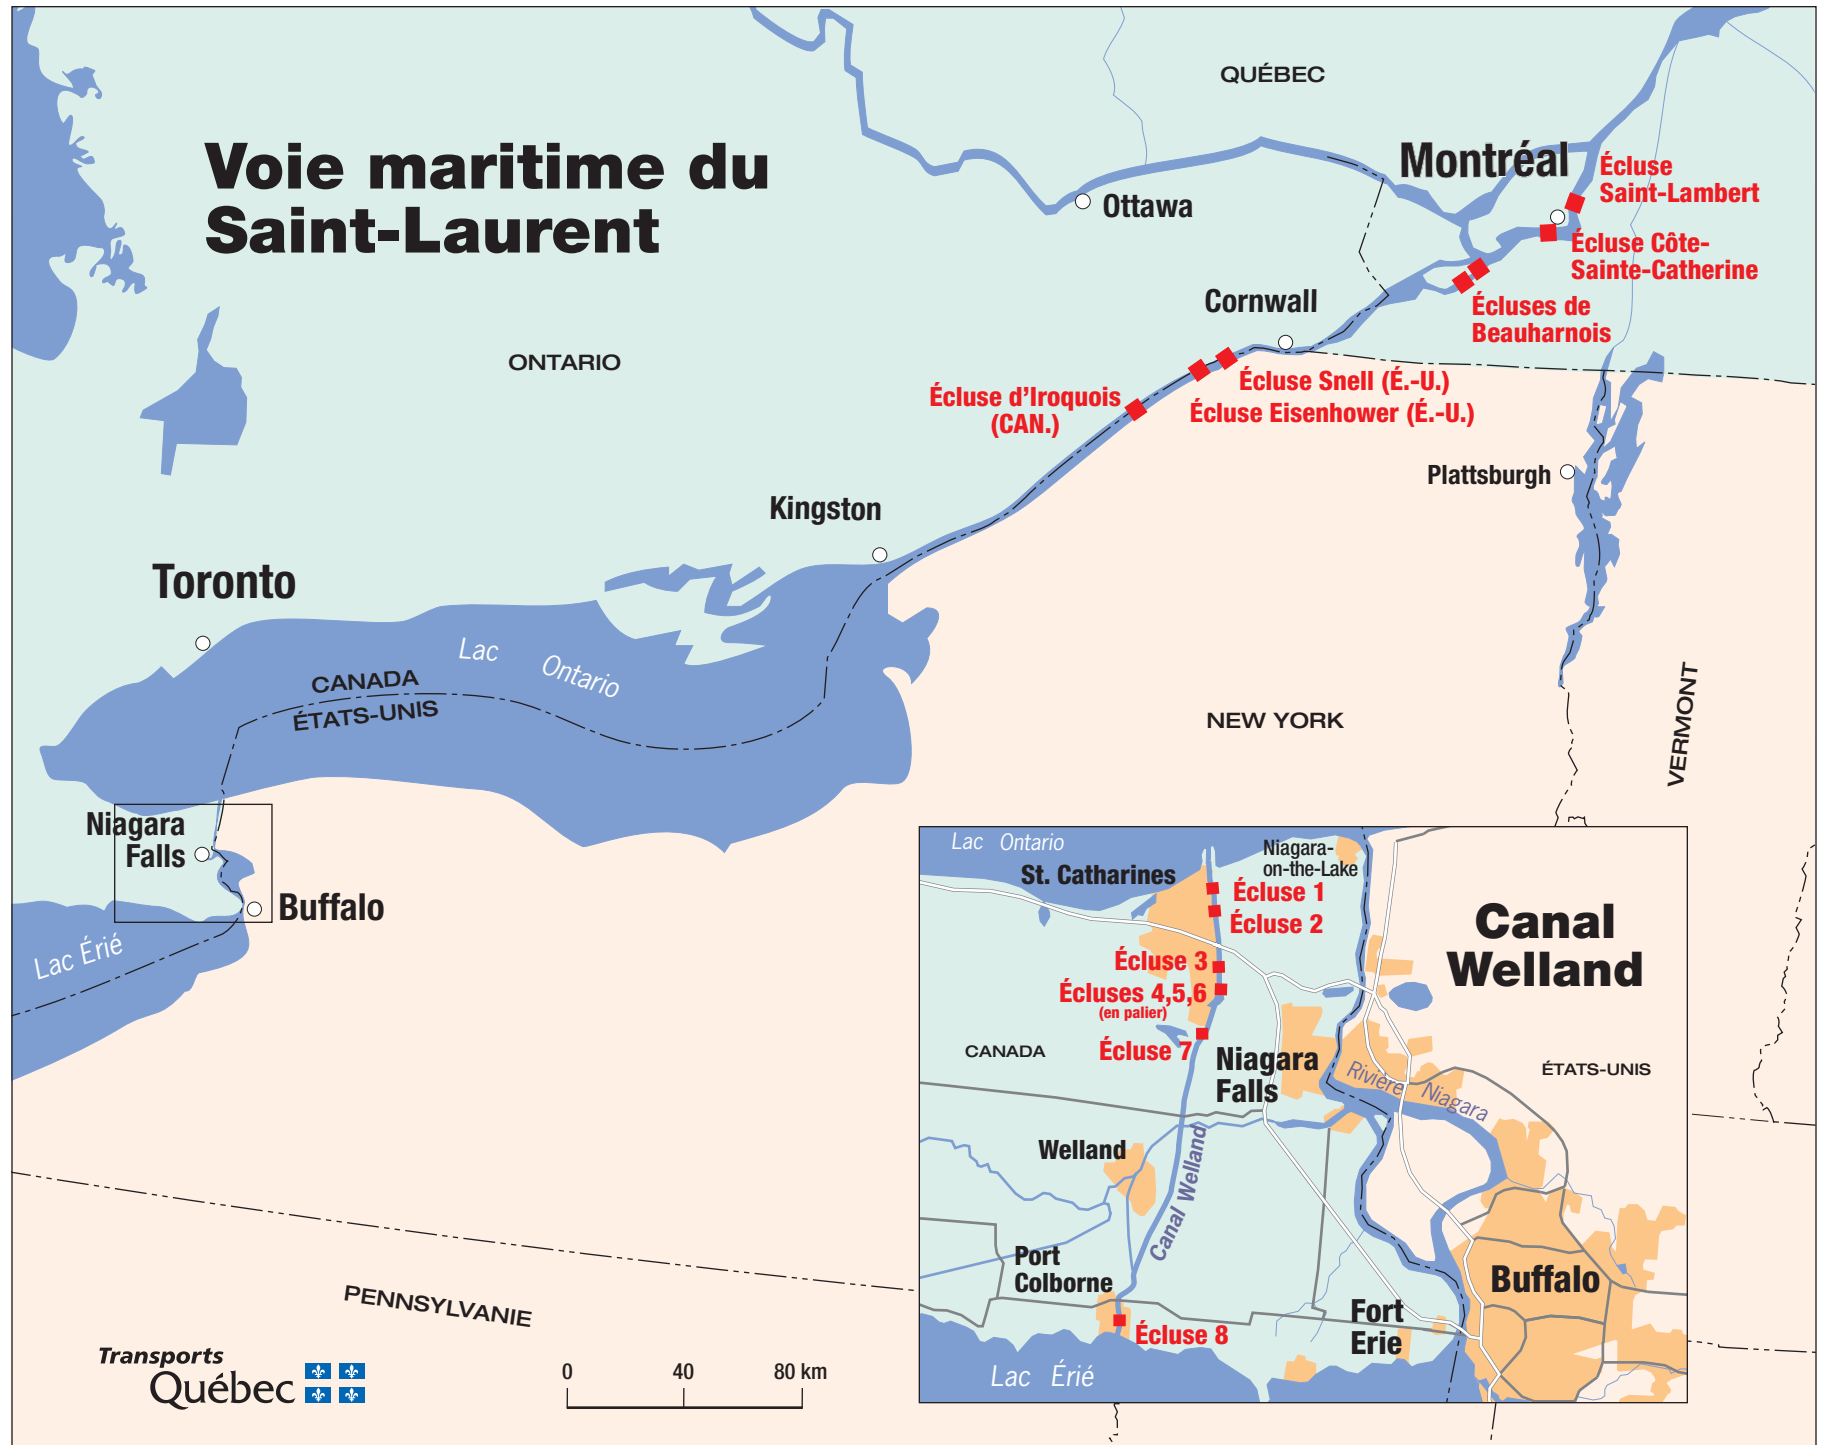 Voie maritime du
Saint-Laurent
QUÉBEC
Montréal
Écluse
Saint-Lambert
Écluse Côte-
Sainte-Catherine
Écluses de
Beauharnois
Ottawa
Cornwall
ONTARIO
Écluse d’Iroquois
(CAN.)
Écluse Snell (É.-U.)
Écluse Eisenhower (É.-U.)
Plattsburgh
Kingston
Toronto
Lac Ontario
CANADA
ÉTATS-UNIS
NEW YORK
VERMONT
Niagara
Falls
Buffalo
Lac Érié
PENNSYLVANIE
Transports
Québec
0 40 80 km
Canal
Welland
Lac Ontario
Niagara-
on-the-Lake
St. Catharines
Écluse 1
Écluse 2
Écluse 3
Écluses 4,5,6
(en palier)
Écluse 7
CANADA
Niagara
Falls
Rivière Niagara
ÉTATS-UNIS
Welland
Canal Welland
Port
Colborne
Écluse 8
Fort
Erie
Buffalo
Lac Érié